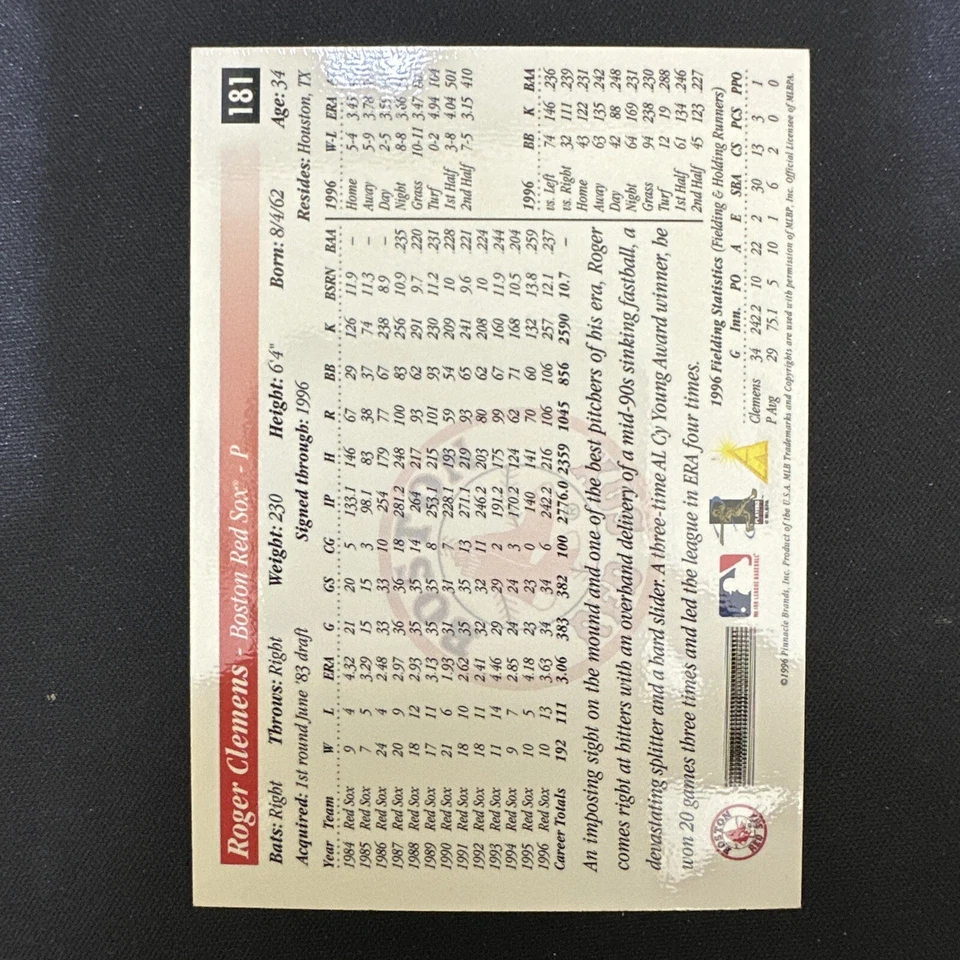 Roger Clemens - Boston Red Sox® - P 181
Bats: Right Throws: Right Weight: 230 Height: 6'4" Born: 8/4/62 Age: 34
Acquired: 1st round June '83 draft Signed through: 1996 Resides: Houston, TX
Year Team W L ERA G GS CG IP H R BB K BSRN BAA
1984 Red Sox 9 4 4.32 21 20 5 133.1 146 67 29 126 11.9 –
1985 Red Sox 7 5 3.29 15 15 3 98.1 83 38 37 74 11.3 –
1986 Red Sox 24 4 2.48 33 33 10 254 179 77 67 238 8.9 –
1987 Red Sox 20 9 2.97 36 36 18 281.2 248 100 83 256 10.9 .235
1988 Red Sox 18 12 2.93 35 35 14 264 217 93 62 291 9.7 .220
1989 Red Sox 17 11 3.13 35 35 8 253.1 215 101 93 230 11.2 .231
1990 Red Sox 21 6 1.93 31 31 7 228.1 193 59 54 209 10 .228
1991 Red Sox 18 10 2.62 35 35 13 271.1 219 93 65 241 9.6 .221
1992 Red Sox 18 11 2.41 32 32 11 246.2 203 80 62 208 10 .224
1993 Red Sox 11 14 4.46 29 29 2 191.2 175 99 67 160 11.9 .244
1994 Red Sox 9 7 2.85 24 24 3 170.2 124 62 71 168 10.5 .204
1995 Red Sox 10 5 4.18 23 23 0 140 141 70 60 132 13.8 .259
1996 Red Sox 10 13 3.63 34 34 6 242.2 216 106 106 257 12.1 .237
Career Totals 192 111 3.06 383 382 100 2776.0 2359 1045 856 2590 10.7 –
1996 W-L ERA
Home 5-4 3.45
Away 5-9 3.78
Day 2-5 3.55
Night 8-8 3.66
Grass 10-11 3.47
Turf 0-2 4.94 164
1st Half 3-8 4.04 501
2nd Half 7-5 3.15 410
1996 BB K BAA
vs. Left 74 146 .236
vs. Right 32 111 .239
Home 43 122 .231
Away 63 135 .242
Day 42 88 .248
Night 64 169 .231
Grass 94 238 .230
Turf 12 19 .288
1st Half 61 134 .246
2nd Half 45 123 .227
An imposing sight on the mound and one of the best pitchers of his era, Roger
comes right at hitters with an overhand delivery of a mid-90s sinking fastball, a
devastating splitter and a hard slider. A three-time AL Cy Young Award winner, he
won 20 games three times and led the league in ERA four times.
1996 Fielding Statistics (Fielding & Holding Runners)
G Inn. PO A E SBA CS PCS PPO
Clemens 34 242.2 10 22 2 30 13 3 1
P Avg 29 75.1 5 10 1 6 2 0 0
BOSTON RED SOX
BOSTON RED SOX
MAJOR LEAGUE BASEBALL
PLAYERS
© MLBPA
©1996 Pinnacle Brands, Inc. Product of the U.S.A. MLB Trademarks and Copyrights are used with permission of MLBP, Inc. Official Licensee of MLBPA.